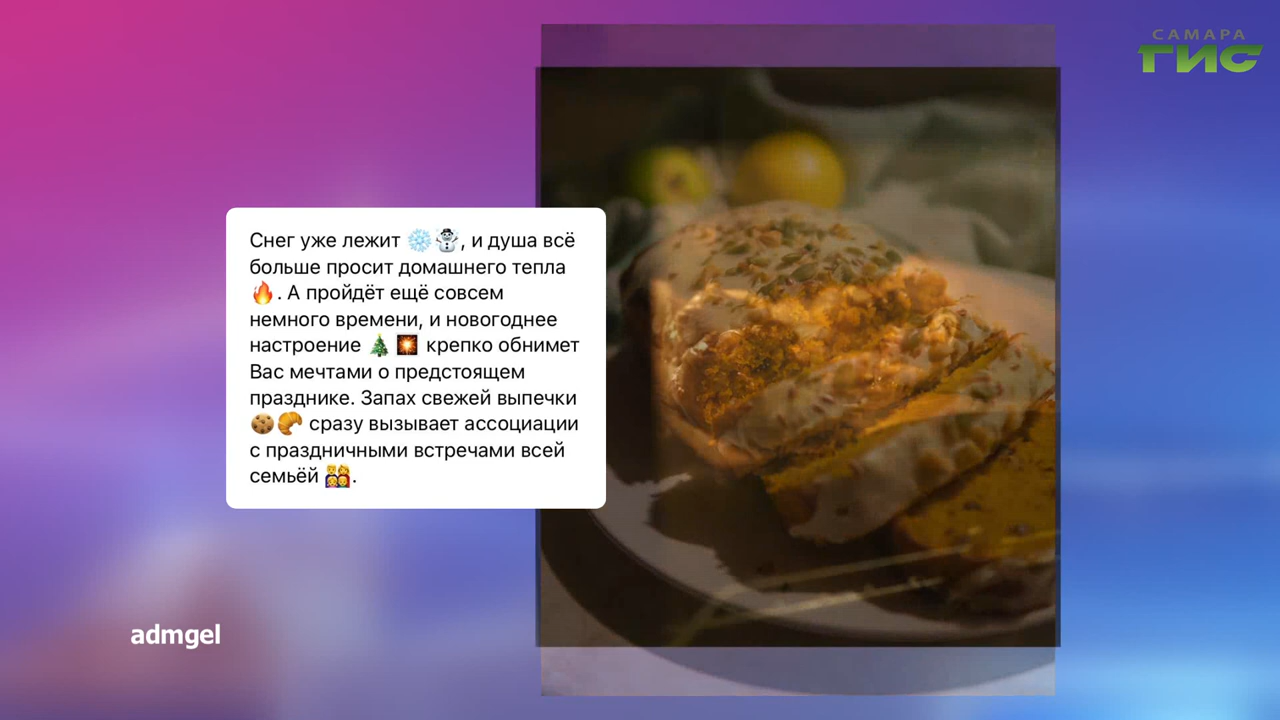 САМАРА
ГИС
Снег уже лежит ❄️☃️, и душа всё
больше просит домашнего тепла
🔥. А пройдёт ещё совсем
немного времени, и новогоднее
настроение 🎄🎇 крепко обнимет
Вас мечтами о предстоящем
празднике. Запах свежей выпечки
🍪🥐 сразу вызывает ассоциации
с праздничными встречами всей
семьёй 👨‍👩‍👧‍👦.
admgel